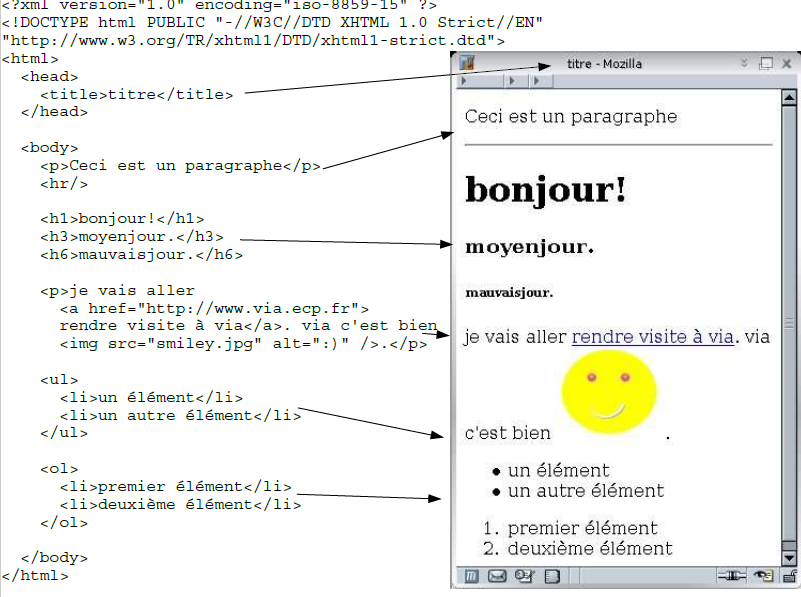 <?xml version="1.0" encoding="iso-8859-15" ?>
<!DOCTYPE html PUBLIC "-//W3C//DTD XHTML 1.0 Strict//EN"
"http://www.w3.org/TR/xhtml1/DTD/xhtml1-strict.dtd">
<html>
<head>
<title>titre</title>
</head>
<body>
<p>Ceci est un paragraphe</p>
<hr/>
<h1>bonjour!</h1>
<h3>moyenjour.</h3>
<h6>mauvaisjour.</h6>
<p>je vais aller
<a href="http://www.via.ecp.fr">
rendre visite à via</a>. via c'est bien
<img src="smiley.jpg" alt=":)" />.</p>
<ul>
<li>un élément</li>
<li>un autre élément</li>
</ul>
<ol>
<li>premier élément</li>
<li>deuxième élément</li>
</ol>
</body>
</html>
titre - Mozilla
Ceci est un paragraphe
bonjour!
moyenjour.
mauvaisjour.
je vais aller rendre visite à via. via
c'est bien .
• un élément
• un autre élément
1. premier élément
2. deuxième élément